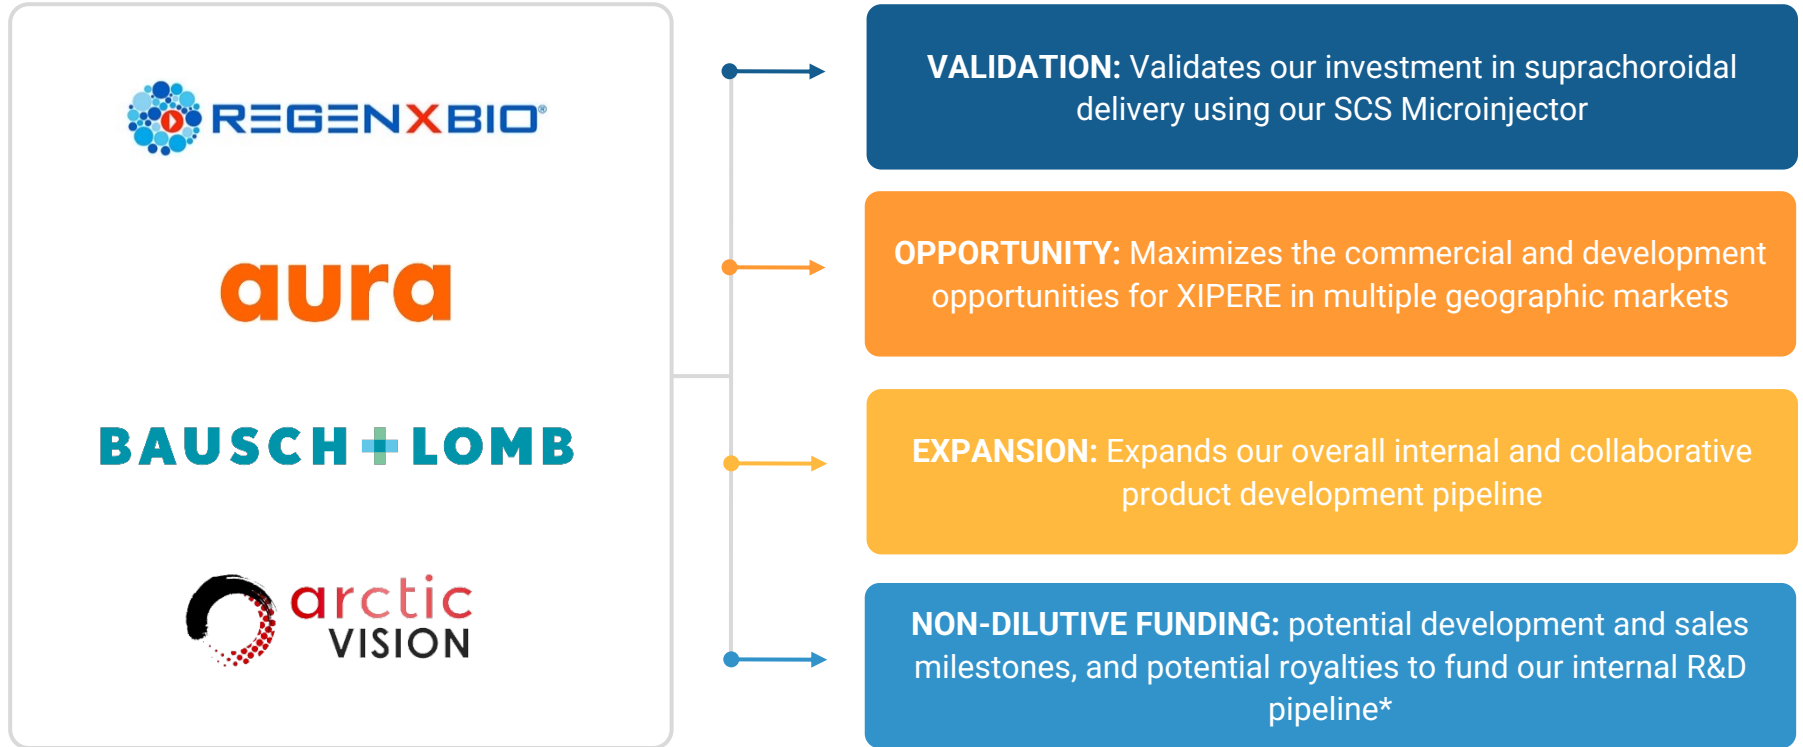 REGENXBIO®
aura
BAUSCH + LOMB
arctic
VISION
VALIDATION: Validates our investment in suprachoroidal
delivery using our SCS Microinjector
OPPORTUNITY: Maximizes the commercial and development
opportunities for XIPERE in multiple geographic markets
EXPANSION: Expands our overall internal and collaborative
product development pipeline
NON-DILUTIVE FUNDING: potential development and sales
milestones, and potential royalties to fund our internal R&D
pipeline*